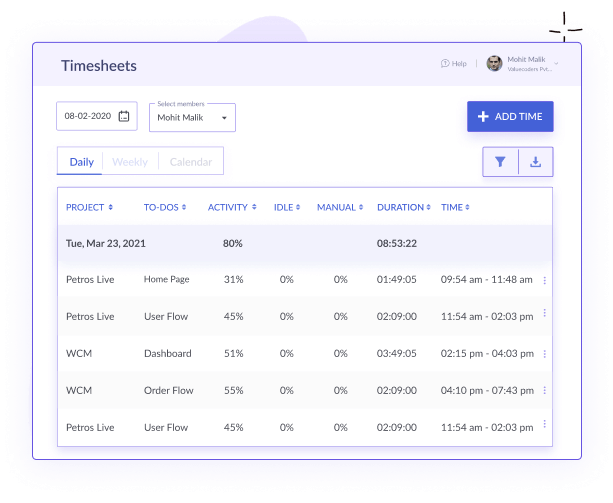 Timesheets
Help
Mohit Malik
Valuecoders Pvt...
08-02-2020
Select members
Mohit Malik
ADD TIME
Daily Weekly Calendar
PROJECT TO-DOS ACTIVITY IDLE MANUAL DURATION TIME
Tue, Mar 23, 2021 80% 08:53:22
Petros Live Home Page 31% 0% 0% 01:49:05 09:54 am - 11:48 am
Petros Live User Flow 45% 0% 0% 02:09:00 11:54 am - 02:03 pm
WCM Dashboard 51% 0% 0% 03:49:05 02:15 pm - 04:03 pm
WCM Order Flow 55% 0% 0% 02:09:00 04:10 pm - 07:43 pm
Petros Live User Flow 45% 0% 0% 02:09:00 11:54 am - 02:03 pm